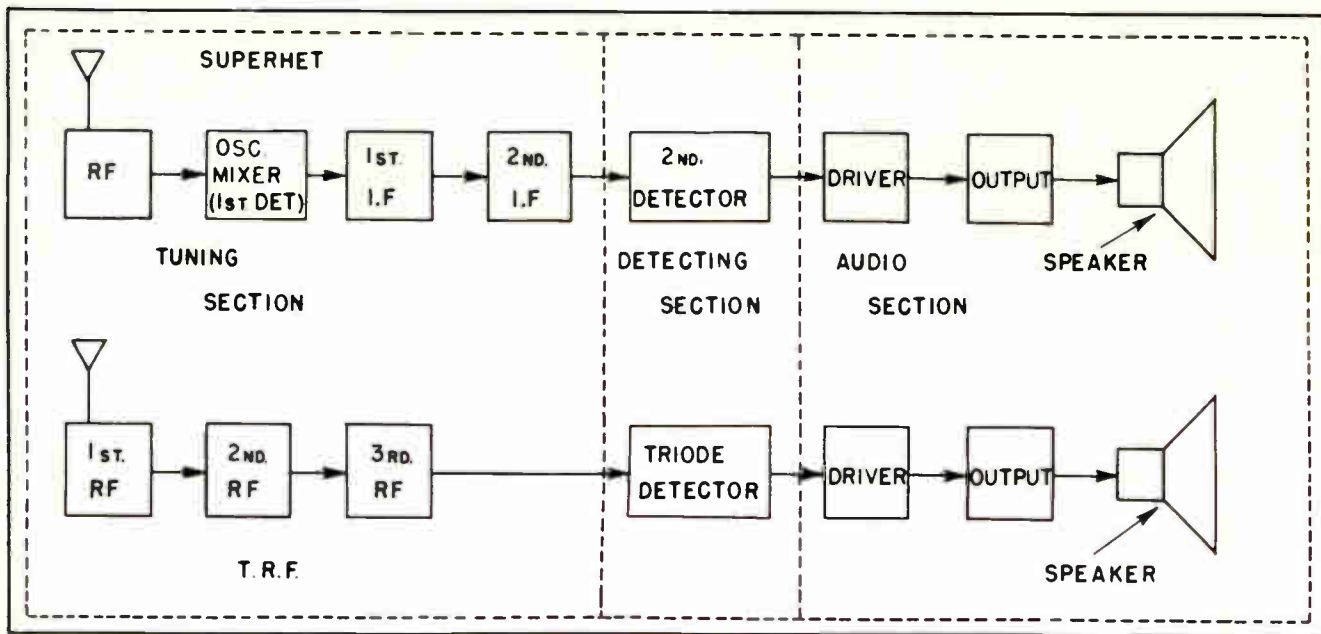 SUPERHET
RF
OSC.
MIXER
(1ST DET)
1ST.
I.F
2ND.
I.F
2ND.
DETECTOR
DRIVER
OUTPUT
SPEAKER
TUNING
SECTION
DETECTING
SECTION
AUDIO
SECTION
1ST.
RF
2ND.
RF
3RD.
RF
TRIODE
DETECTOR
DRIVER
OUTPUT
SPEAKER
T.R.F.